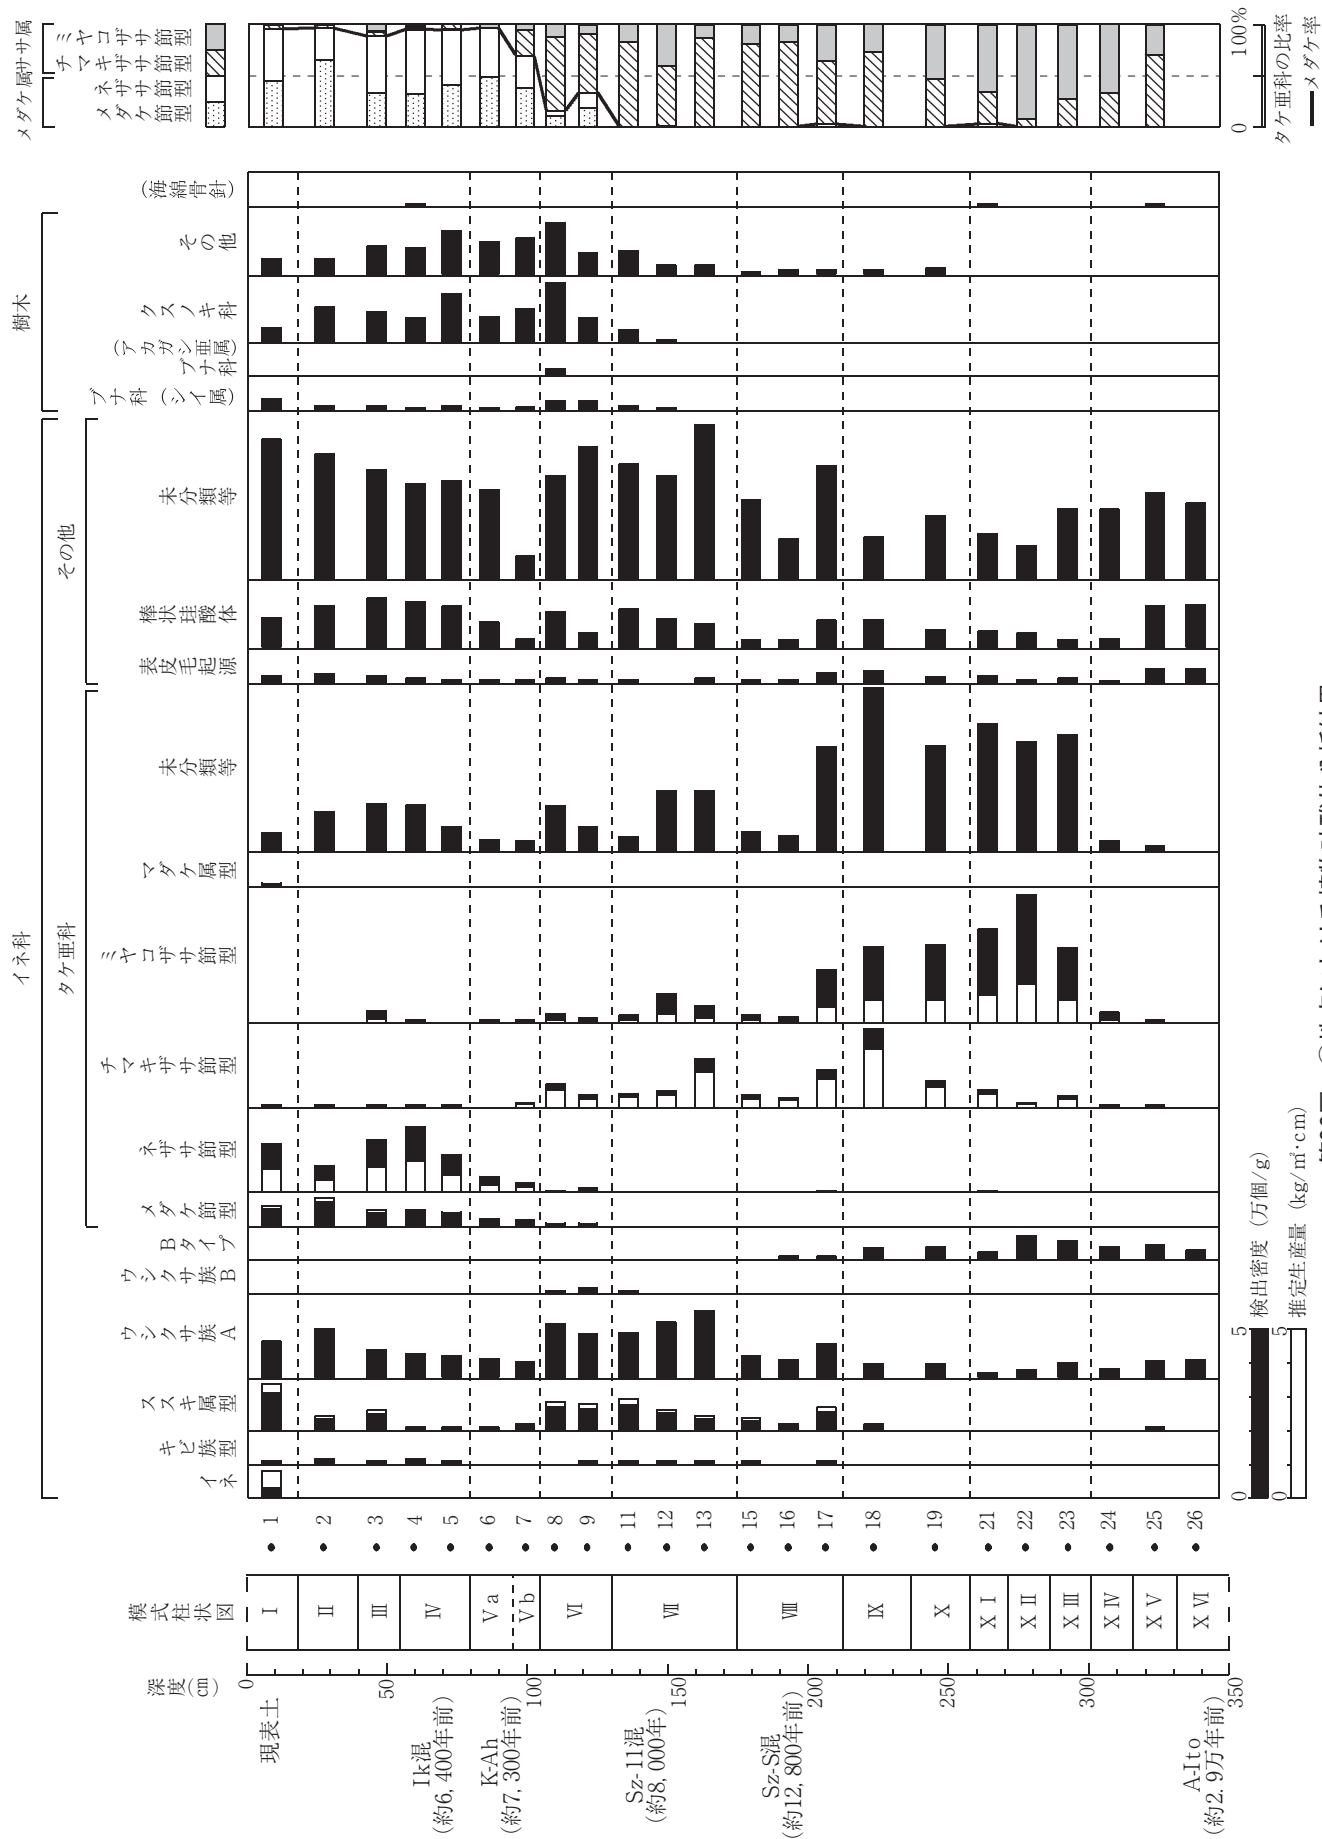 イネ科
樹木
タケ亜科
その他
メダケ属
ササ属
深度(㎝)
模式柱状図
イネ
キビ族型
ススキ属型
ウシクサ族A
ウシクサ族B
Bタイプ
メダケ節型
ネザサ節型
チマキザサ節型
ミヤコザサ節型
マダケ属型
未分類等
表皮毛起源
棒状珪酸体
未分類等
ブナ科(シイ属)
ブナ科(アカガシ亜属)
クスノキ科
その他
(海綿骨針)
メダケ節型
ネザサ節型
チマキザサ節型
ミヤコザサ節型
現表土
Ik混
(約6,400年前)
K-Ah
(約7,300年前)
Sz-11混
(約8,000年)
Sz-S混
(約12,800年前)
A-Ito
(約2.9万年前)
0
50
100
150
200
250
300
350
Ⅰ
Ⅱ
Ⅲ
Ⅳ
Ⅴa
Ⅴb
Ⅵ
Ⅶ
Ⅷ
Ⅸ
Ⅹ
ⅩⅠ
ⅩⅡ
ⅩⅢ
ⅩⅣ
ⅩⅤ
ⅩⅥ
1
2
3
4
5
6
7
8
9
11
12
13
15
16
17
18
19
21
22
23
24
25
26
0 5 検出密度(万個/g)
0 5 推定生産量(kg/㎡・cm)
0 100%
タケ亜科の比率
メダケ率